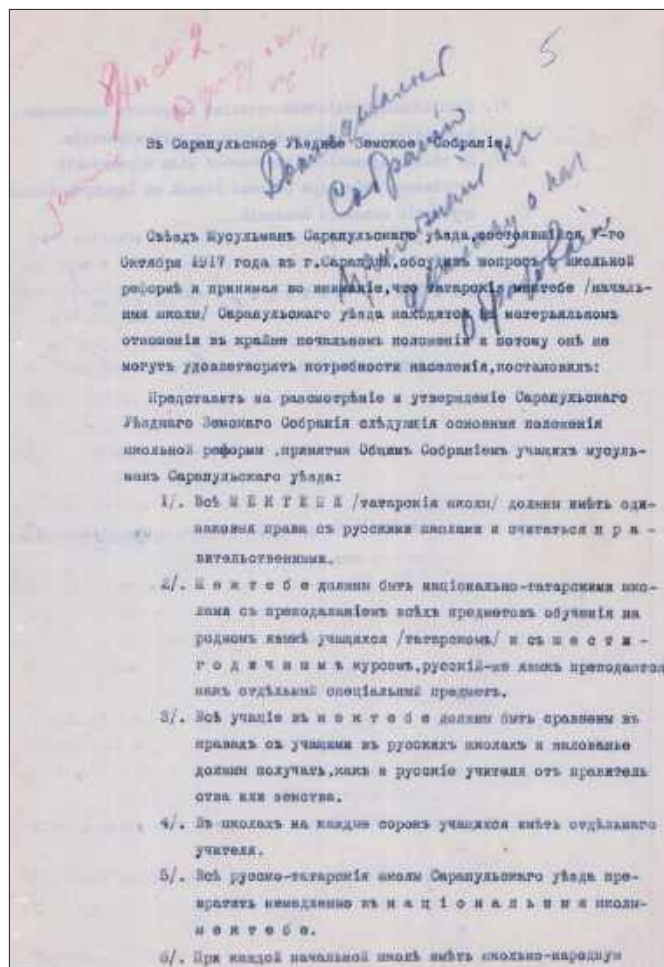 5
Докладывается
Собранію
Въ Сарапульское Уѣздное Земское Собраніе.
Съѣздъ Мусульман Сарапульскаго уѣзда, состоявшійся
Октября 1917 года въ г.Сарапулѣ,обсудивъ вопросъ о школьной
реформѣ и принимая во вниманіе,что татарскія мектебе /началь-
ныя школы/ Сарапульскаго уѣзда находятся въ матерьяльномъ
отношеніи въ крайне печальномъ положеніи и потому онѣ не
могутъ удовлетворять потребности населенія,постановилъ:
Представить на разсмотрѣніе и утвержденіе Сарапульскаго
Уѣзднаго Земскаго Собранія слѣдующія основныя положенія
школьной реформы ,принятыя Общимъ Собраніемъ учащихъ мусуль-
манъ Сарапульскаго уѣзда:
1/. Всѣ М Е К Т Е Б Е /татарскія школы/ должны имѣть оди-
наковыя права съ русскими школами и считаться п р а -
вительственными.
2/. М е к т е б е должны быть національно-татарскими шко-
лами съ преподаваніемъ всѣхъ предметовъ обученія на
родномъ языкѣ учащихся /татарскомъ/ и съ ш е с т и -
г о д и ч н ы м ъ курсомъ,русскій-же языкъ преподается
какъ отдѣльный спеціальный предметъ.
3/. Всѣ учащіе въ м е к т е б е должны быть сравнены въ
правахъ съ учащими въ русскихъ школахъ и жалованье
должны получать,какъ и русскіе учителя отъ правитель
ства или земства.
4/. Въ школахъ на каждые сорокъ учащихся имѣть отдѣльнаго
учителя.
5/. Всѣ русско-татарскія школы Сарапульскаго уѣзда пре-
вратить немедленно въ н а ц і о н а л ь н ы я школы-
м е к т е б е.
6/. При каждой начальной школѣ имѣть школьно-народную